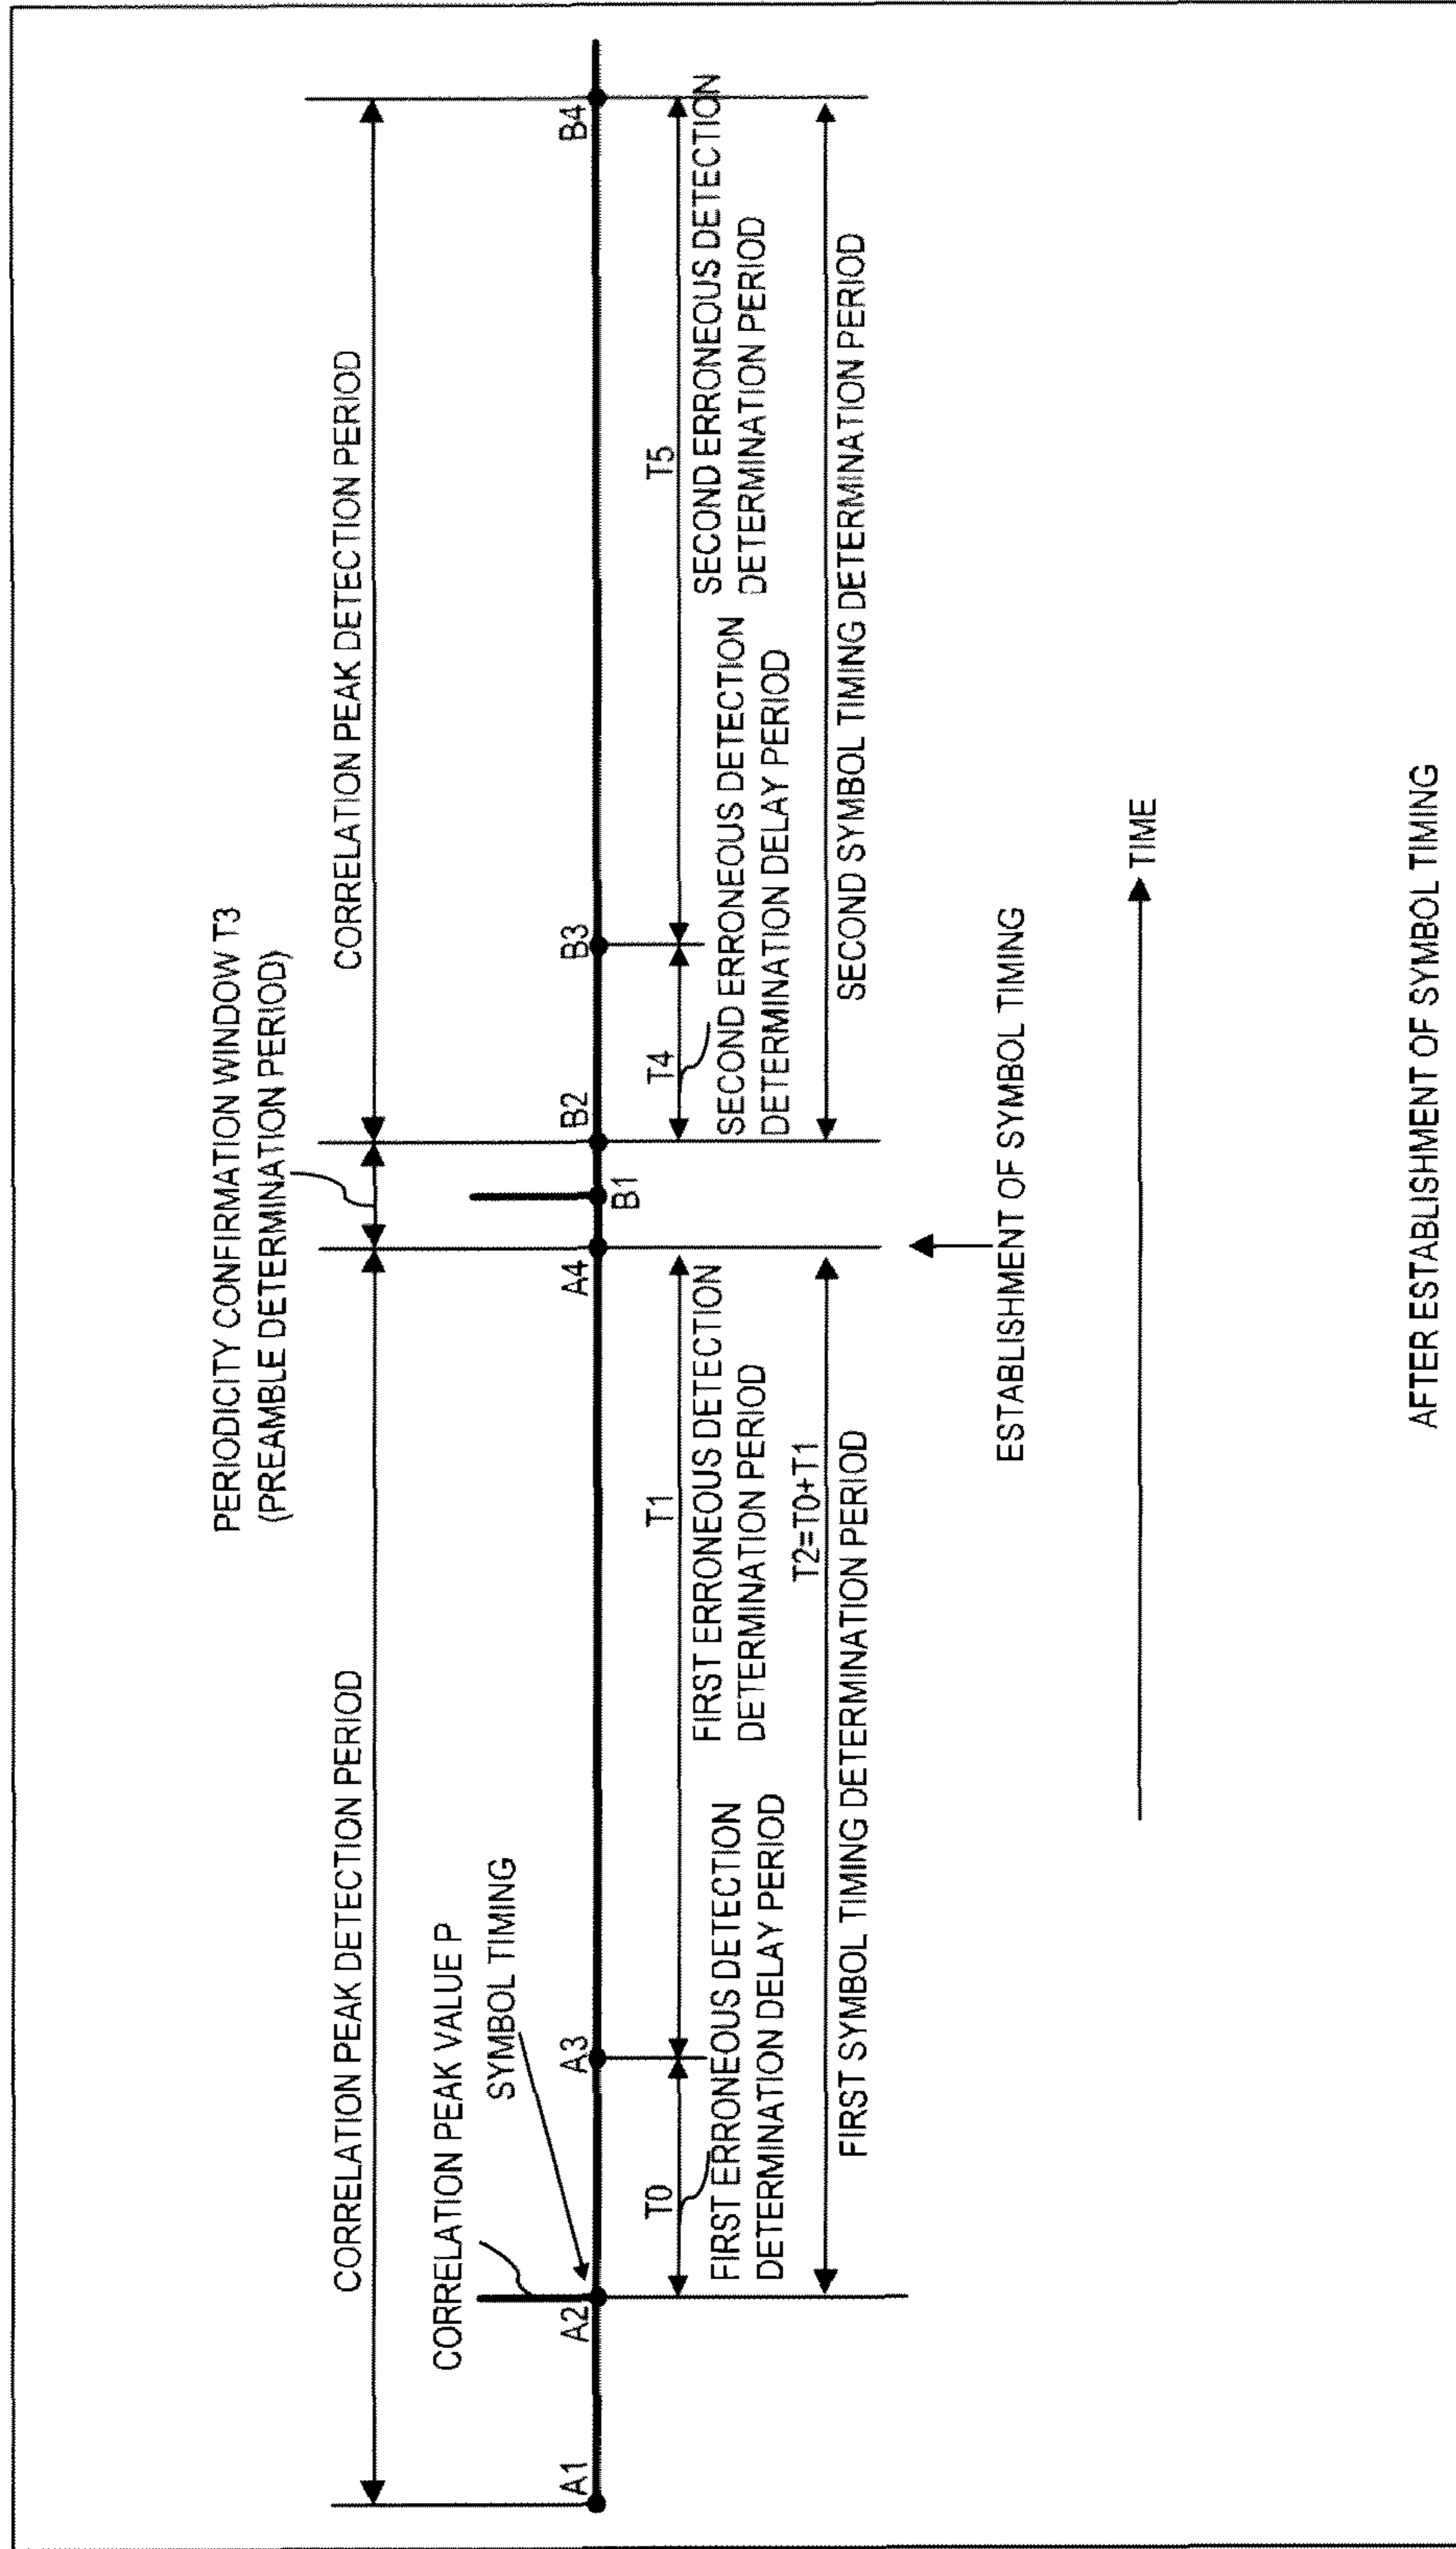 PERIODICITY CONFIRMATION WINDOW T3
(PREAMBLE DETERMINATION PERIOD)
CORRELATION PEAK DETECTION PERIOD
CORRELATION PEAK DETECTION PERIOD
CORRELATION PEAK VALUE P
SYMBOL TIMING
A1
A2
A3
A4
B1
B2
B3
B4
T0
T1
T4
T5
FIRST ERRONEOUS DETECTION
DETERMINATION DELAY PERIOD
FIRST ERRONEOUS DETECTION
DETERMINATION PERIOD
SECOND ERRONEOUS DETECTION
DETERMINATION DELAY PERIOD
SECOND ERRONEOUS DETECTION
DETERMINATION PERIOD
T2=T0+T1
FIRST SYMBOL TIMING DETERMINATION PERIOD
SECOND SYMBOL TIMING DETERMINATION PERIOD
ESTABLISHMENT OF SYMBOL TIMING
TIME
AFTER ESTABLISHMENT OF SYMBOL TIMING